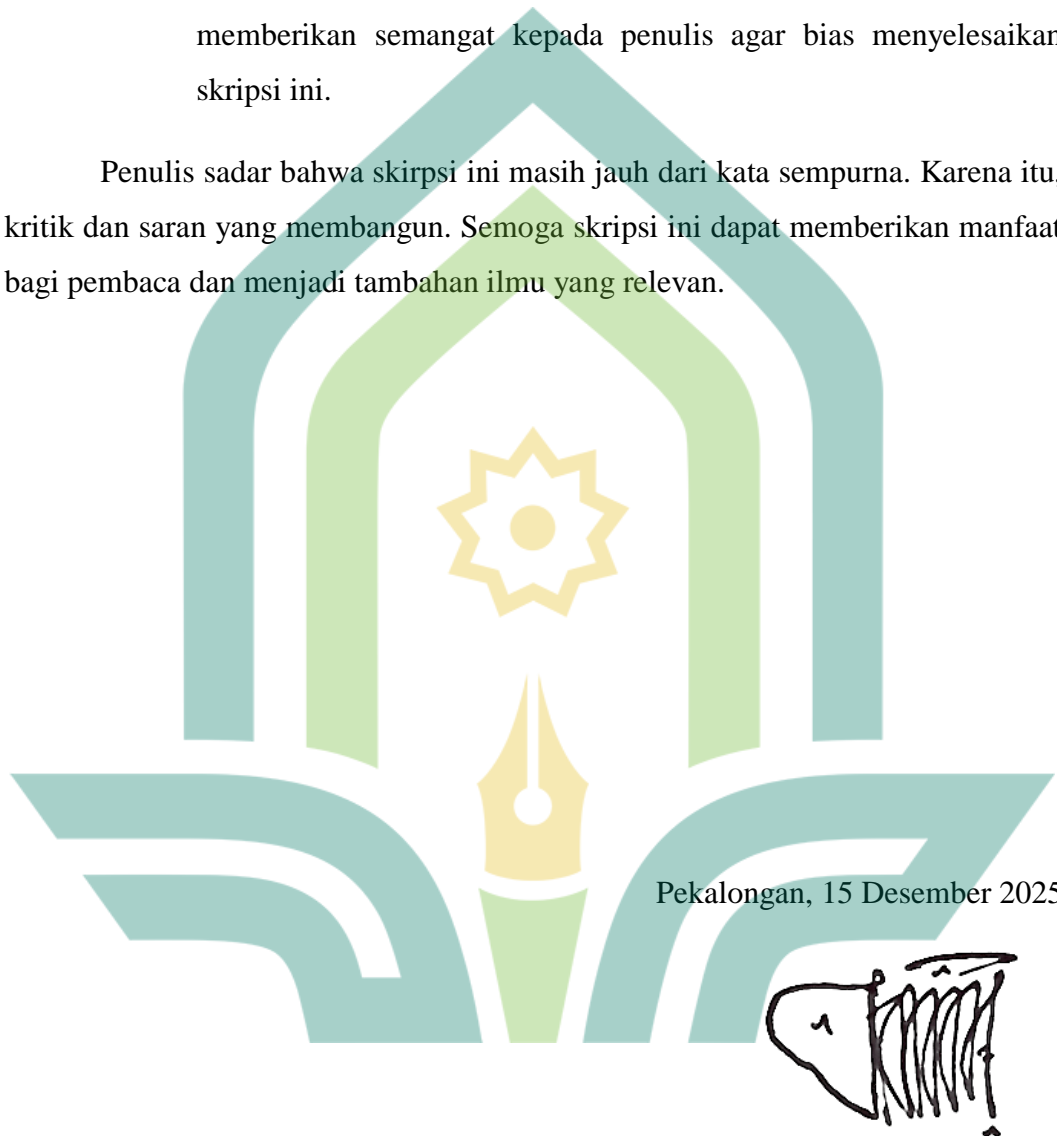 memberikan semangat kepada penulis agar bias menyelesaikan
skripsi ini.
Penulis sadar bahwa skirpsi ini masih jauh dari kata sempurna. Karena itu,
kritik dan saran yang membangun. Semoga skripsi ini dapat memberikan manfaat
bagi pembaca dan menjadi tambahan ilmu yang relevan.
Pekalongan, 15 Desember 2025